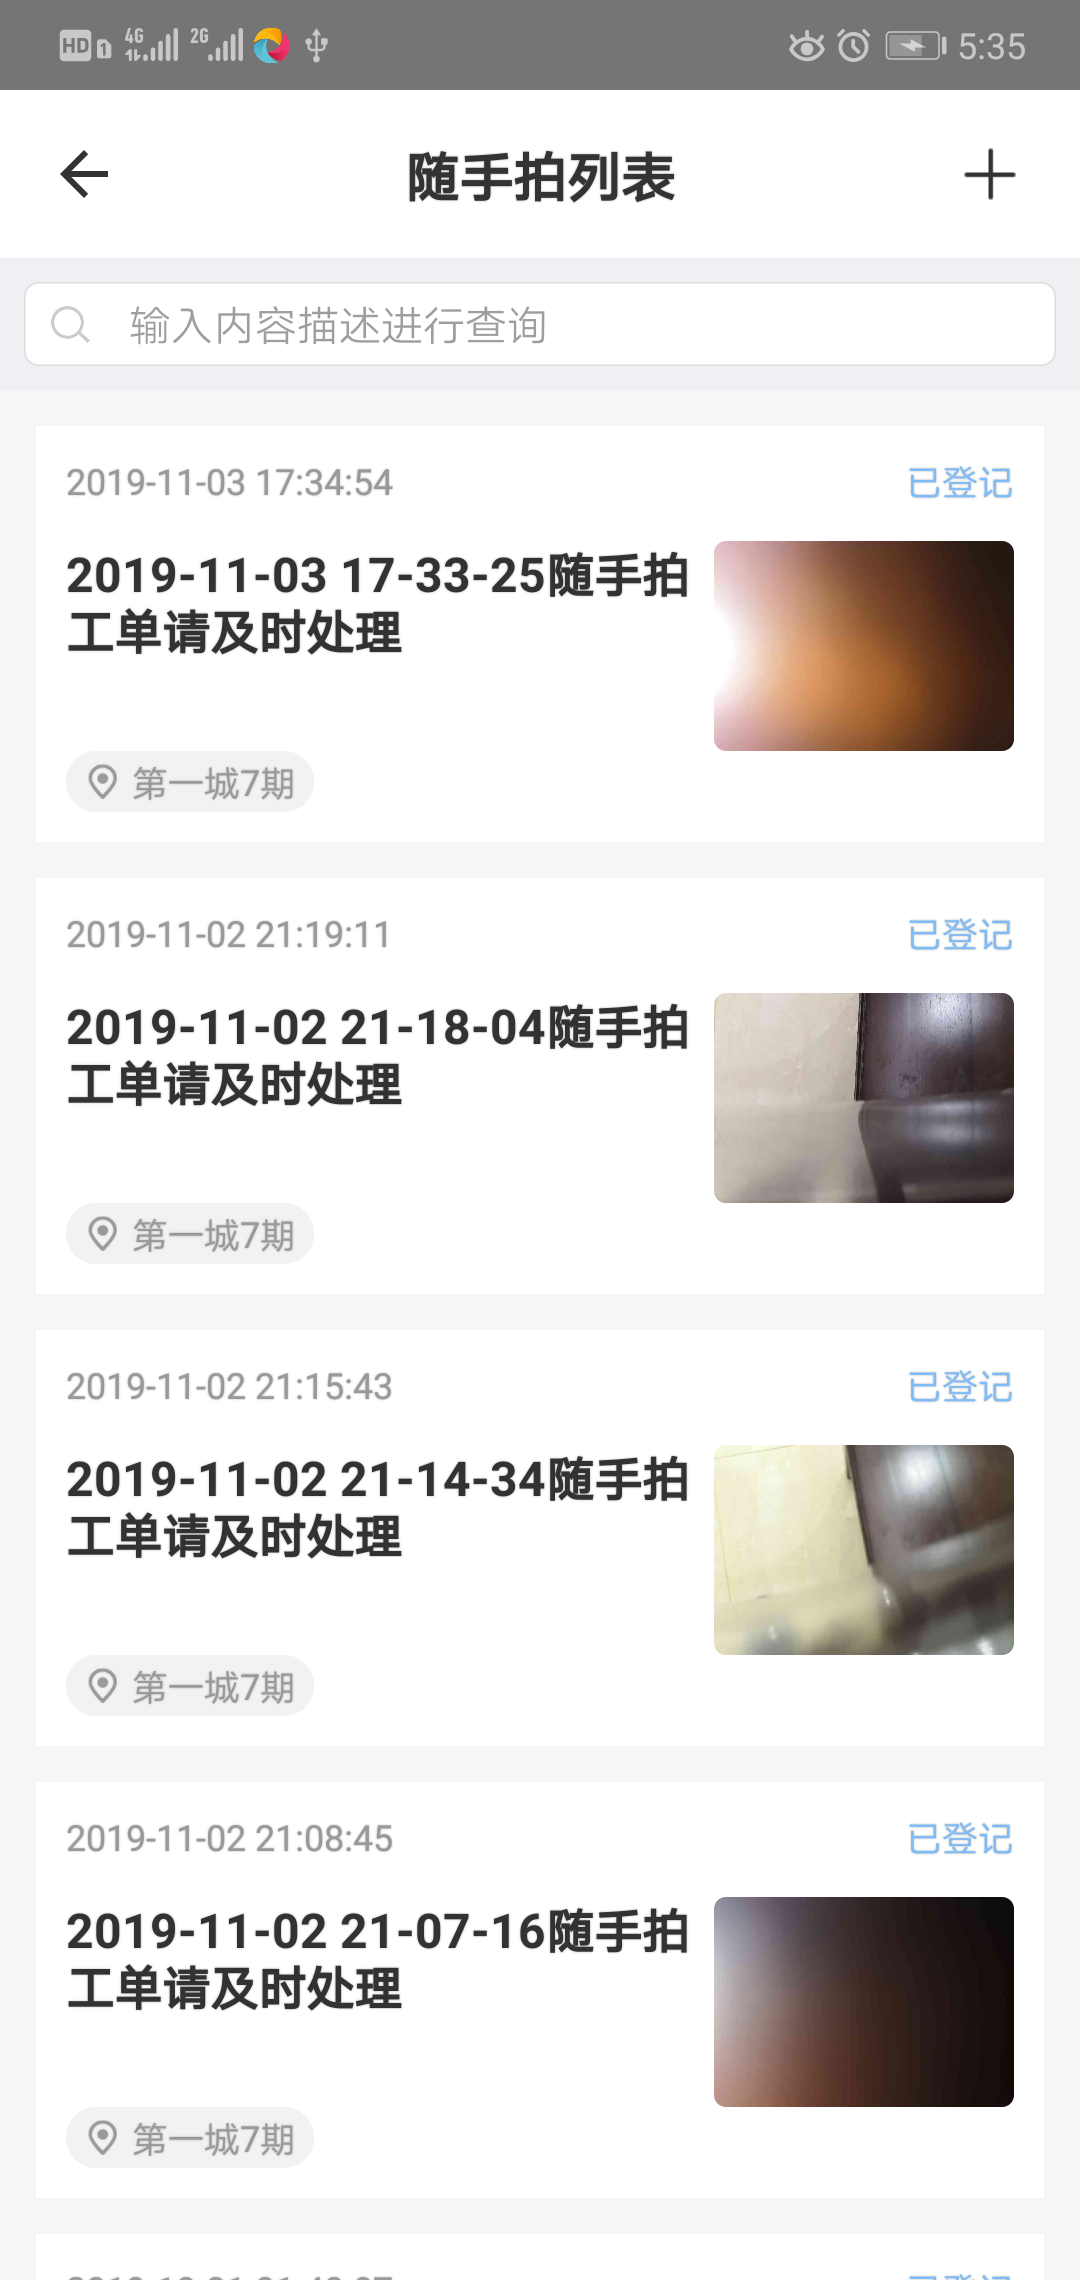 HD 1 4G 2G 5:35
随手拍列表
输入内容描述进行查询
2019-11-03 17:34:54 已登记
2019-11-03 17-33-25随手拍
工单请及时处理
第一城7期
2019-11-02 21:19:11 已登记
2019-11-02 21-18-04随手拍
工单请及时处理
第一城7期
2019-11-02 21:15:43 已登记
2019-11-02 21-14-34随手拍
工单请及时处理
第一城7期
2019-11-02 21:08:45 已登记
2019-11-02 21-07-16随手拍
工单请及时处理
第一城7期